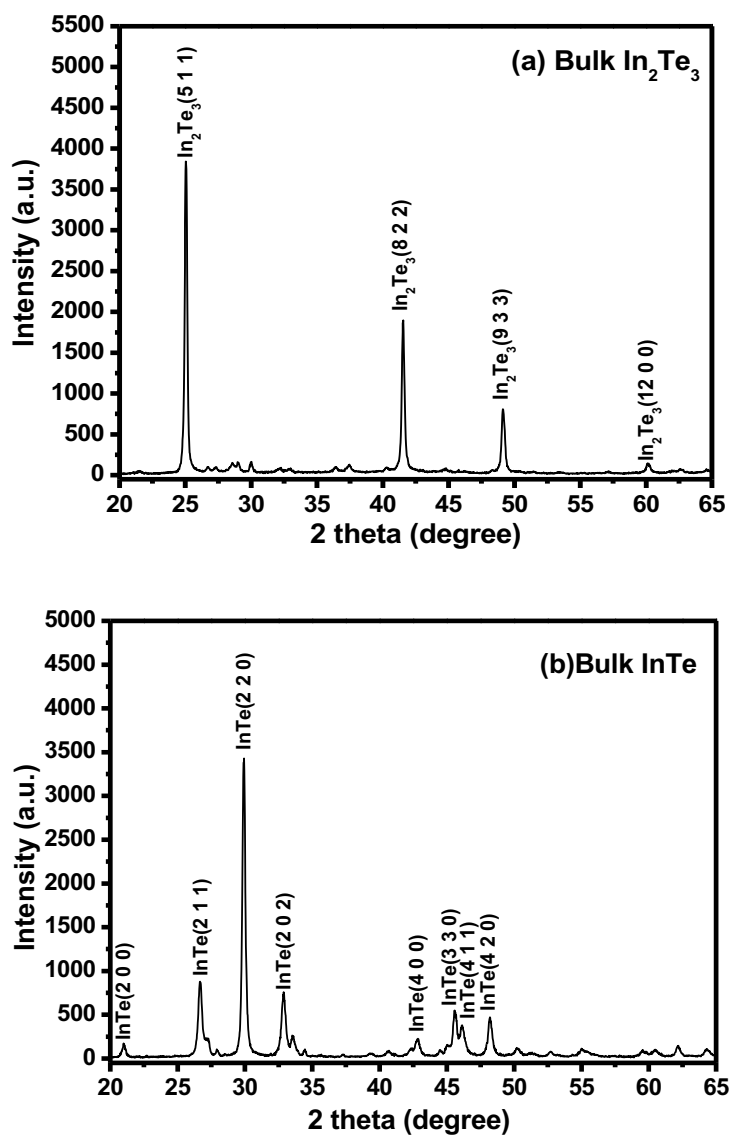 5500
5000
4500
4000
3500
3000
2500
2000
1500
1000
500
0
Intensity (a.u.)
(a) Bulk In₂Te₃
In₂Te₃(5 1 1)
In₂Te₃(8 2 2)
In₂Te₃(9 3 3)
In₂Te₃(12 0 0)
20 25 30 35 40 45 50 55 60 65
2 theta (degree)
5000
4500
4000
3500
3000
2500
2000
1500
1000
500
0
Intensity (a.u.)
(b)Bulk InTe
InTe(2 0 0)
InTe(2 1 1)
InTe(2 2 0)
InTe(2 0 2)
InTe(4 0 0)
InTe(3 3 0)
InTe(4 1 1)
InTe(4 2 0)
20 25 30 35 40 45 50 55 60 65
2 theta (degree)